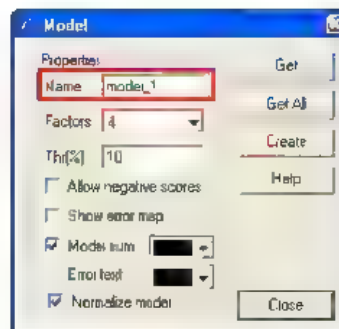 Model
Properties
Get
Name model_1
Get All
Factors 4
Create
Thr[%] 10
Help
Allow negative scores
Show error map
Model num
Error text
Normalize model
Close